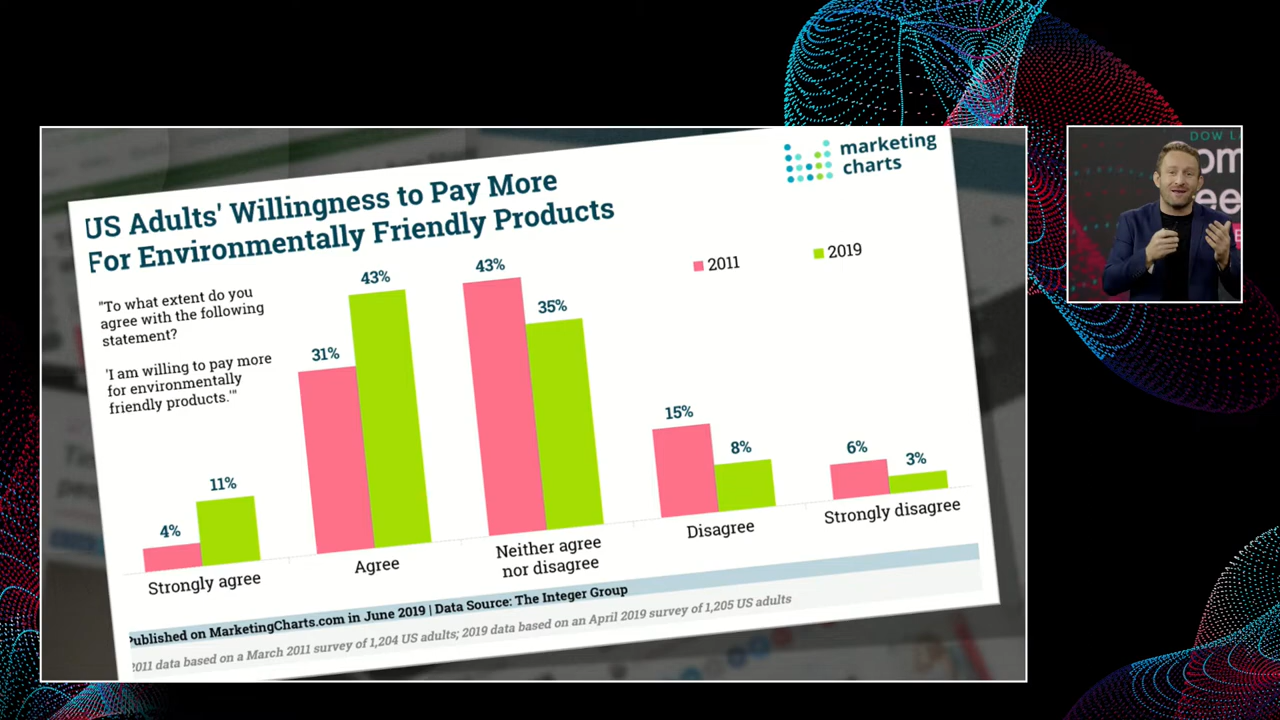 US Adults' Willingness to Pay More
For Environmentally Friendly Products
marketing
charts
2011
2019
"To what extent do you
agree with the following
statement?
'I am willing to pay more
for environmentally
friendly products.'"
4%
11%
31%
43%
43%
35%
15%
8%
6%
3%
Strongly agree
Agree
Neither agree
nor disagree
Disagree
Strongly disagree
Published on MarketingCharts.com in June 2019 | Data Source: The Integer Group
2011 data based on a March 2011 survey of 1,204 US adults; 2019 data based on an April 2019 survey of 1,205 US adults
DOW